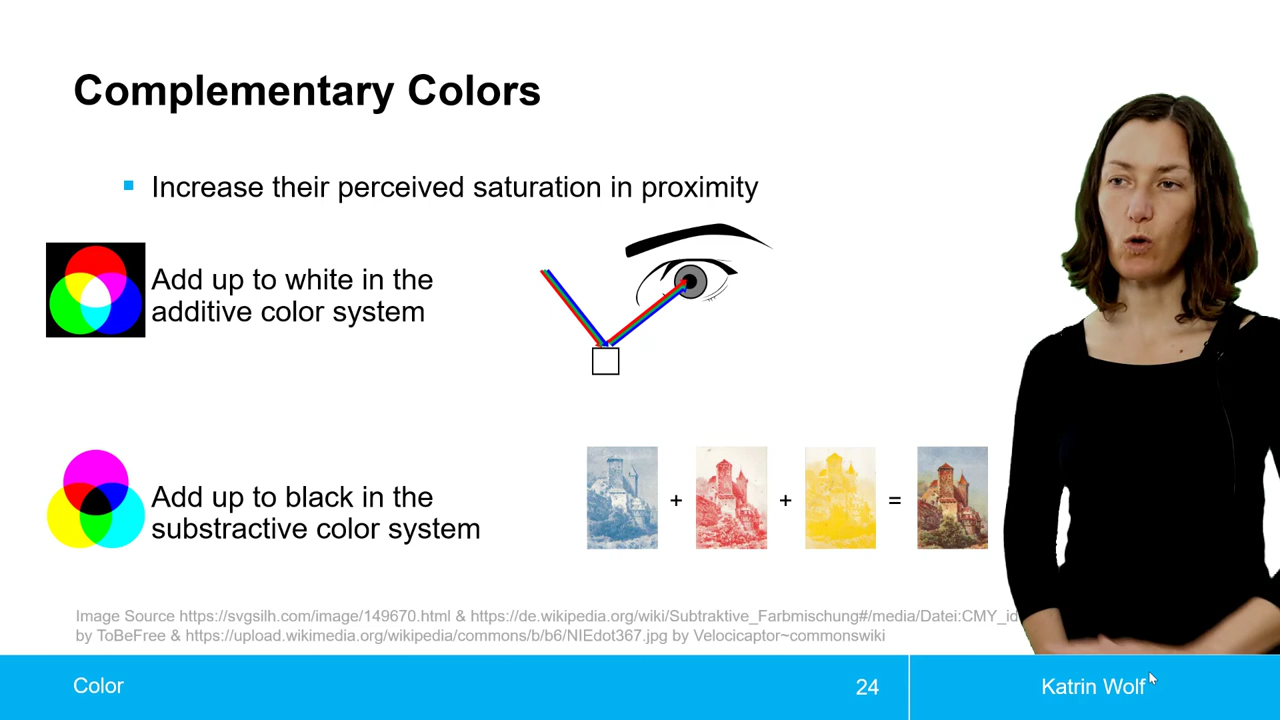 Complementary Colors
Increase their perceived saturation in proximity
Add up to white in the
additive color system
Add up to black in the
substractive color system
+ + =
Image Source https://svgsilh.com/image/149670.html & https://de.wikipedia.org/wiki/Subtraktive_Farbmischung#/media/Datei:CMY_id
by ToBeFree & https://upload.wikimedia.org/wikipedia/commons/b/b6/NIEdot367.jpg by Velocicaptor~commonswiki
Color
24
Katrin Wolf